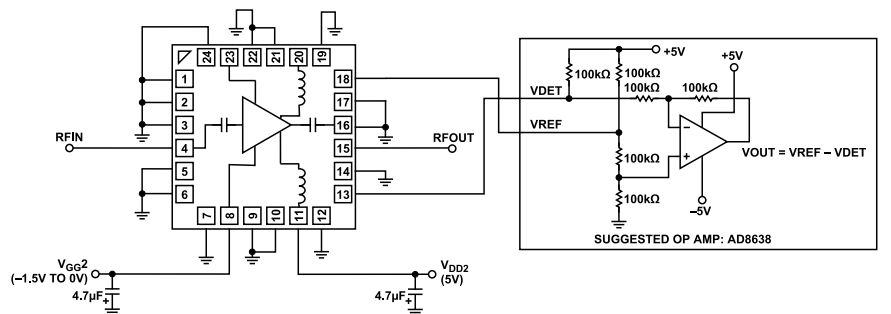 24 23 22 21 20 19
1
2
3
4
5
6
7 8 9 10 11 12
18
17
16
15
14
13
RFIN
RFOUT
VDET
VREF
+5V
+5V
100kΩ
100kΩ
100kΩ
100kΩ
100kΩ
100kΩ
−
+
VOUT = VREF – VDET
–5V
SUGGESTED OP AMP: AD8638
VGG2
(–1.5V TO 0V)
4.7µF
+
VDD2
(5V)
4.7µF
+